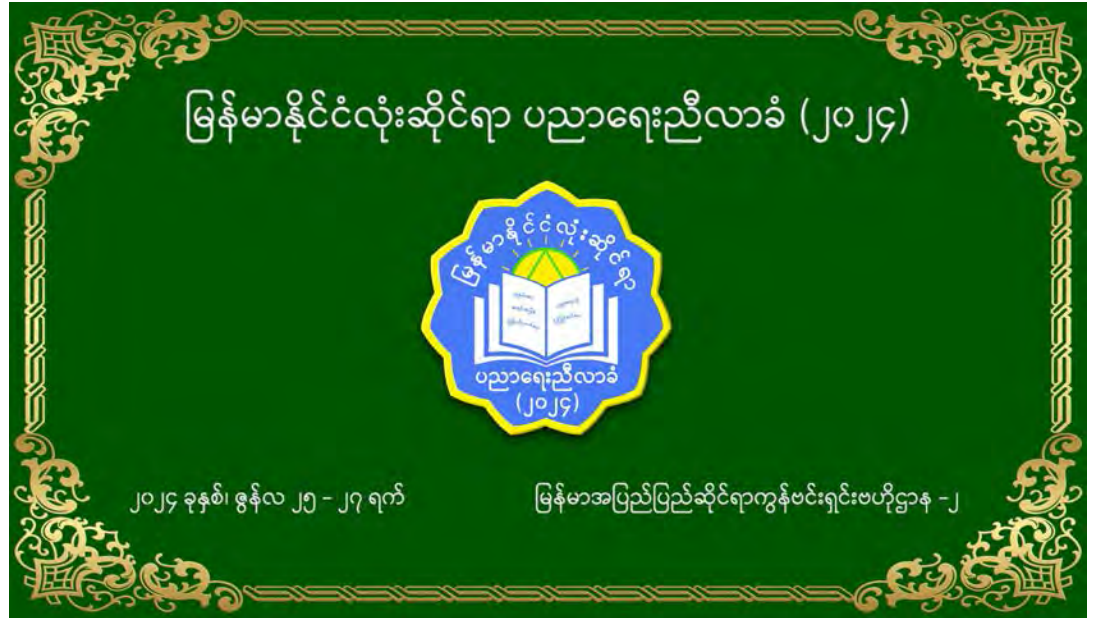 မြန်မာနိုင်ငံလုံးဆိုင်ရာ ပညာရေးညီလာခံ (၂၀၂၄)
မြန်မာနိုင်ငံလုံးဆိုင်ရာ
ပညာရေးညီလာခံ
(၂၀၂၄)
၂၀၂၄ ခုနှစ်၊ ဇွန်လ ၂၅ – ၂၇ ရက်
မြန်မာအပြည်ပြည်ဆိုင်ရာကွန်ဗင်းရှင်းဗဟိုဌာန –၂